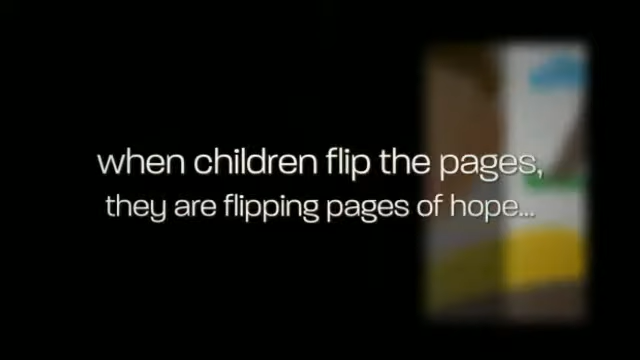 when children flip the pages,
they are flipping pages of hope...